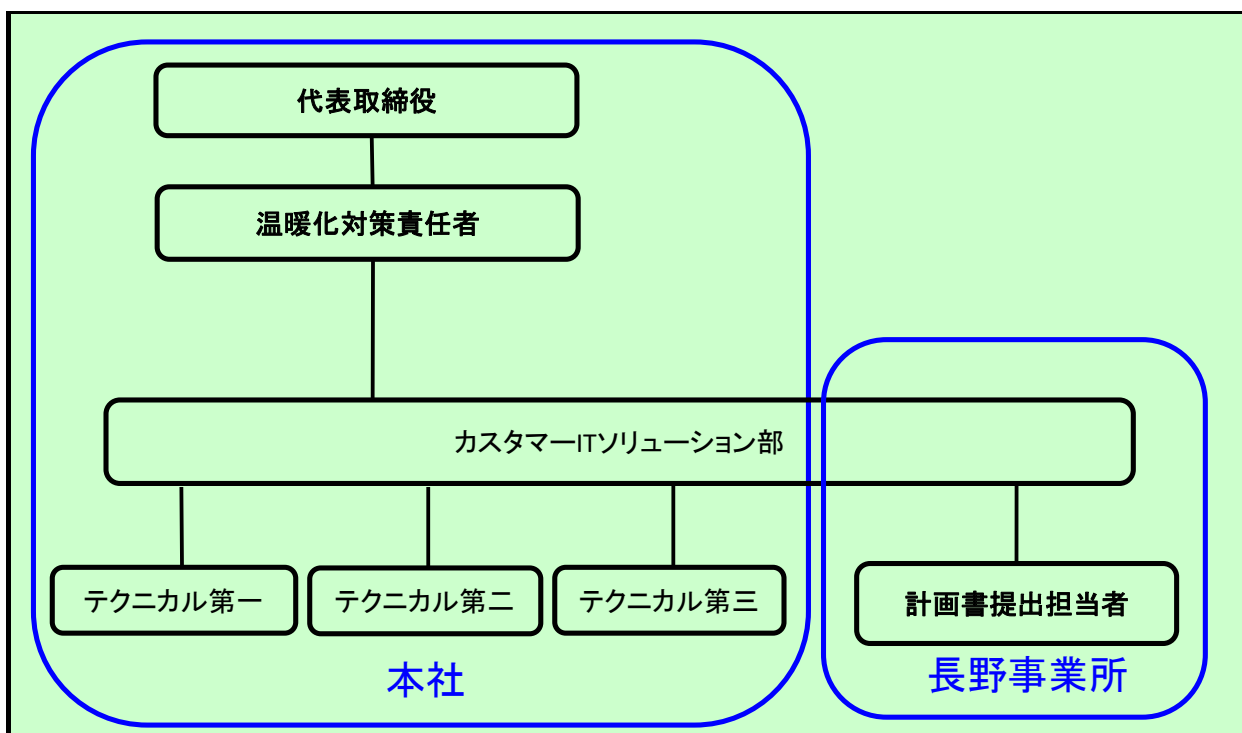 代表取締役
温暖化対策責任者
カスタマーITソリューション部
テクニカル第一
テクニカル第二
テクニカル第三
計画書提出担当者
本社
長野事業所